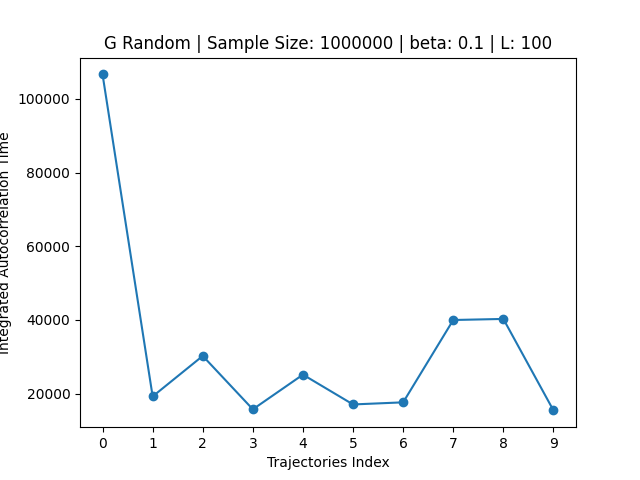 G Random | Sample Size: 1000000 | beta: 0.1 | L: 100
Integrated Autocorrelation Time
100000
80000
60000
40000
20000
0 1 2 3 4 5 6 7 8 9
Trajectories Index